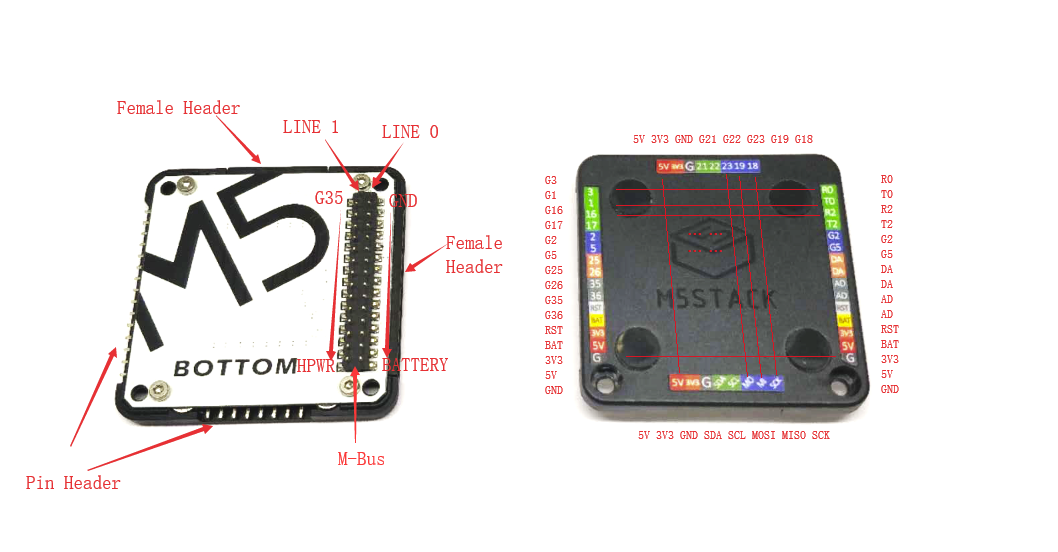 Female Header
LINE 1
LINE 0
G35
GND
Female
Header
M5
BOTTOM
HPWR
BATTERY
M-Bus
Pin Header
5V 3V3 GND G21 G22 G23 G19 G18
5V 3V3 G 21 22 23 19 18
G3
G1
G16
G17
G2
G5
G25
G26
G35
G36
RST
BAT
3V3
5V
GND
3
1
16
17
2
5
25
26
35
36
RST
BAT
3V3
5V
G
M5STACK
R0
T0
R2
T2
G2
G5
DA
DA
AD
AD
RST
BAT
3V3
5V
G
R0
T0
R2
T2
G2
G5
DA
DA
AD
AD
RST
BAT
3V3
5V
GND
5V 3V3 G SDA SCL MO MI SCK
5V 3V3 GND SDA SCL MOSI MISO SCK